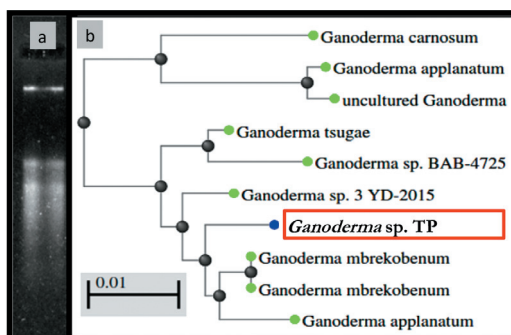 a
b
Ganoderma carnosum
Ganoderma applanatum
uncultured Ganoderma
Ganoderma tsugae
Ganoderma sp. BAB-4725
Ganoderma sp. 3 YD-2015
Ganoderma sp. TP
Ganoderma mbrekobenum
Ganoderma mbrekobenum
Ganoderma applanatum
0.01